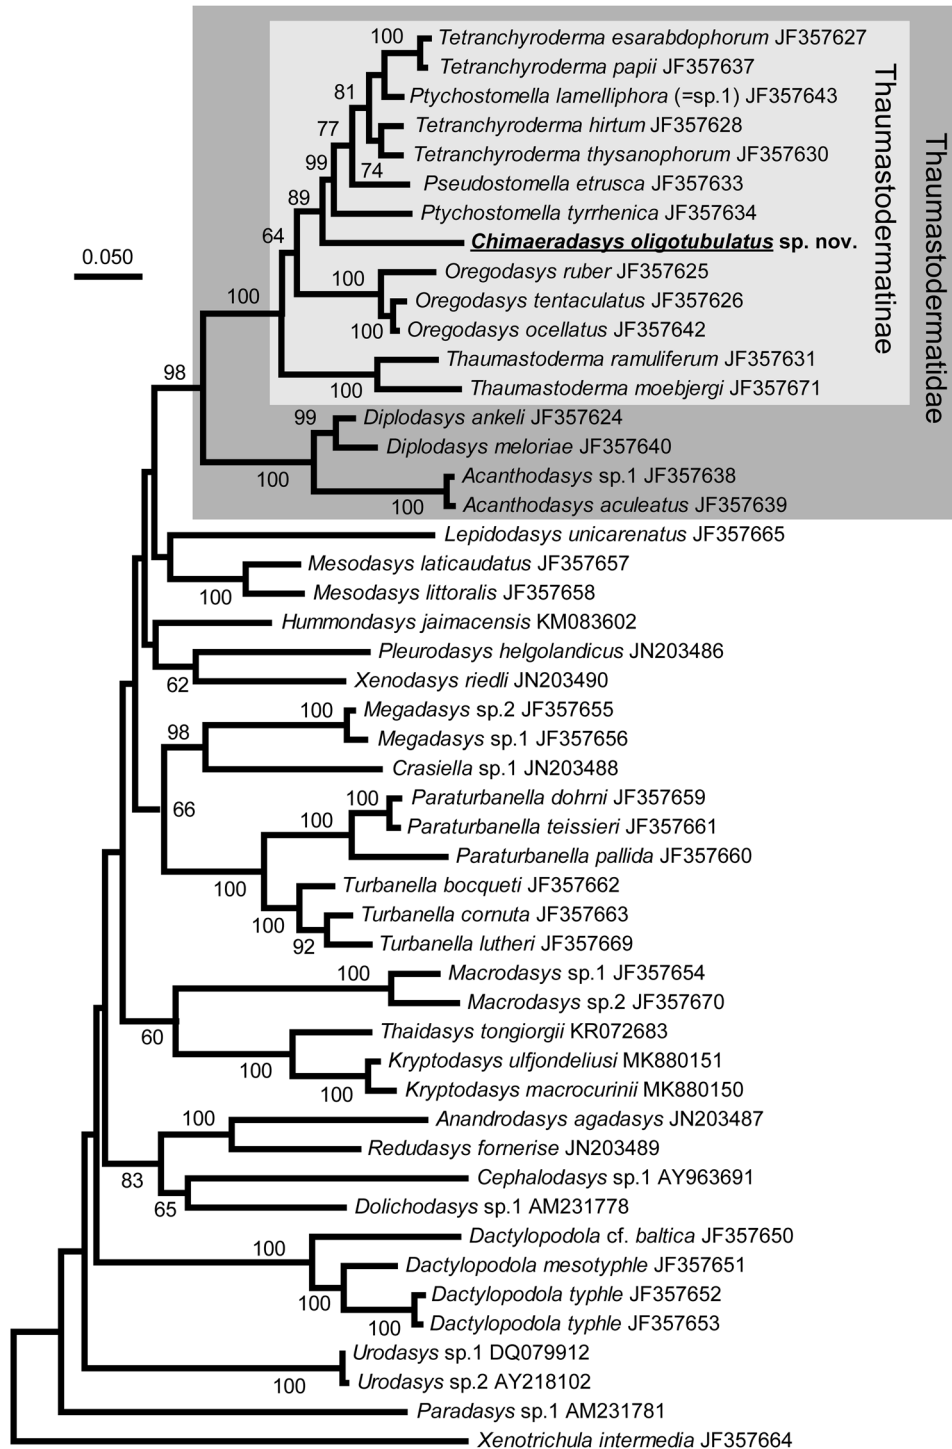 100
Tetranchyroderma esarabdophorum JF357627
Tetranchyroderma papii JF357637
81
Ptychostomella lamelliphora (=sp.1) JF357643
77
Tetranchyroderma hirtum JF357628
Tetranchyroderma thysanophorum JF357630
99
74
Pseudostomella etrusca JF357633
89
Ptychostomella tyrrhenica JF357634
64
Chimaeradasys oligotubulatus sp. nov.
0.050
100
Oregodasys ruber JF357625
Oregodasys tentaculatus JF357626
100
Oregodasys ocellatus JF357642
100
Thaumastoderma ramuliferum JF357631
100
Thaumastoderma moebjergi JF357671
Thaumastodermatinae
Thaumastodermatidae
98
99
Diplodasys ankeli JF357624
Diplodasys meloriae JF357640
100
Acanthodasys sp.1 JF357638
100
Acanthodasys aculeatus JF357639
Lepidodasys unicarenatus JF357665
Mesodasys laticaudatus JF357657
100
Mesodasys littoralis JF357658
Hummondasys jaimacensis KM083602
Pleurodasys helgolandicus JN203486
62
Xenodasys riedli JN203490
100
Megadasys sp.2 JF357655
98
Megadasys sp.1 JF357656
Crasiella sp.1 JN203488
66
100
Paraturbanella dohrni JF357659
100
Paraturbanella teissieri JF357661
Paraturbanella pallida JF357660
100
Turbanella bocqueti JF357662
100
Turbanella cornuta JF357663
92
Turbanella lutheri JF357669
100
Macrodasys sp.1 JF357654
Macrodasys sp.2 JF357670
60
Thaidasys tongiorgii KR072683
100
Kryptodasys ulfjondeliusi MK880151
100
Kryptodasys macrocurinii MK880150
100
Anandrodasys agadasys JN203487
Redudasys fornerise JN203489
83
Cephalodasys sp.1 AY963691
65
Dolichodasys sp.1 AM231778
100
Dactylopodola cf. baltica JF357650
Dactylopodola mesotyphle JF357651
100
Dactylopodola typhle JF357652
100
Dactylopodola typhle JF357653
Urodasys sp.1 DQ079912
100
Urodasys sp.2 AY218102
Paradasys sp.1 AM231781
Xenotrichula intermedia JF357664